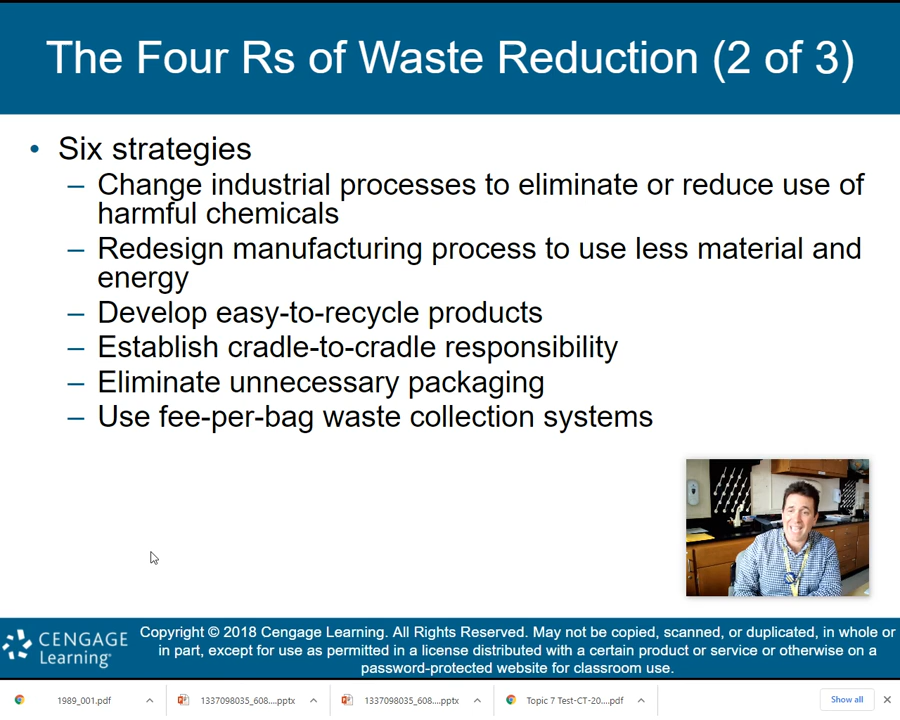 The Four Rs of Waste Reduction (2 of 3)
• Six strategies
– Change industrial processes to eliminate or reduce use of
harmful chemicals
– Redesign manufacturing process to use less material and
energy
– Develop easy-to-recycle products
– Establish cradle-to-cradle responsibility
– Eliminate unnecessary packaging
– Use fee-per-bag waste collection systems
CENGAGE
Learning
Copyright © 2018 Cengage Learning. All Rights Reserved. May not be copied, scanned, or duplicated, in whole or
in part, except for use as permitted in a license distributed with a certain product or service or otherwise on a
password-protected website for classroom use.
1989_001.pdf
1337098035_608....pptx
1337098035_608....pptx
Topic 7 Test-CT-20....pdf
Show all